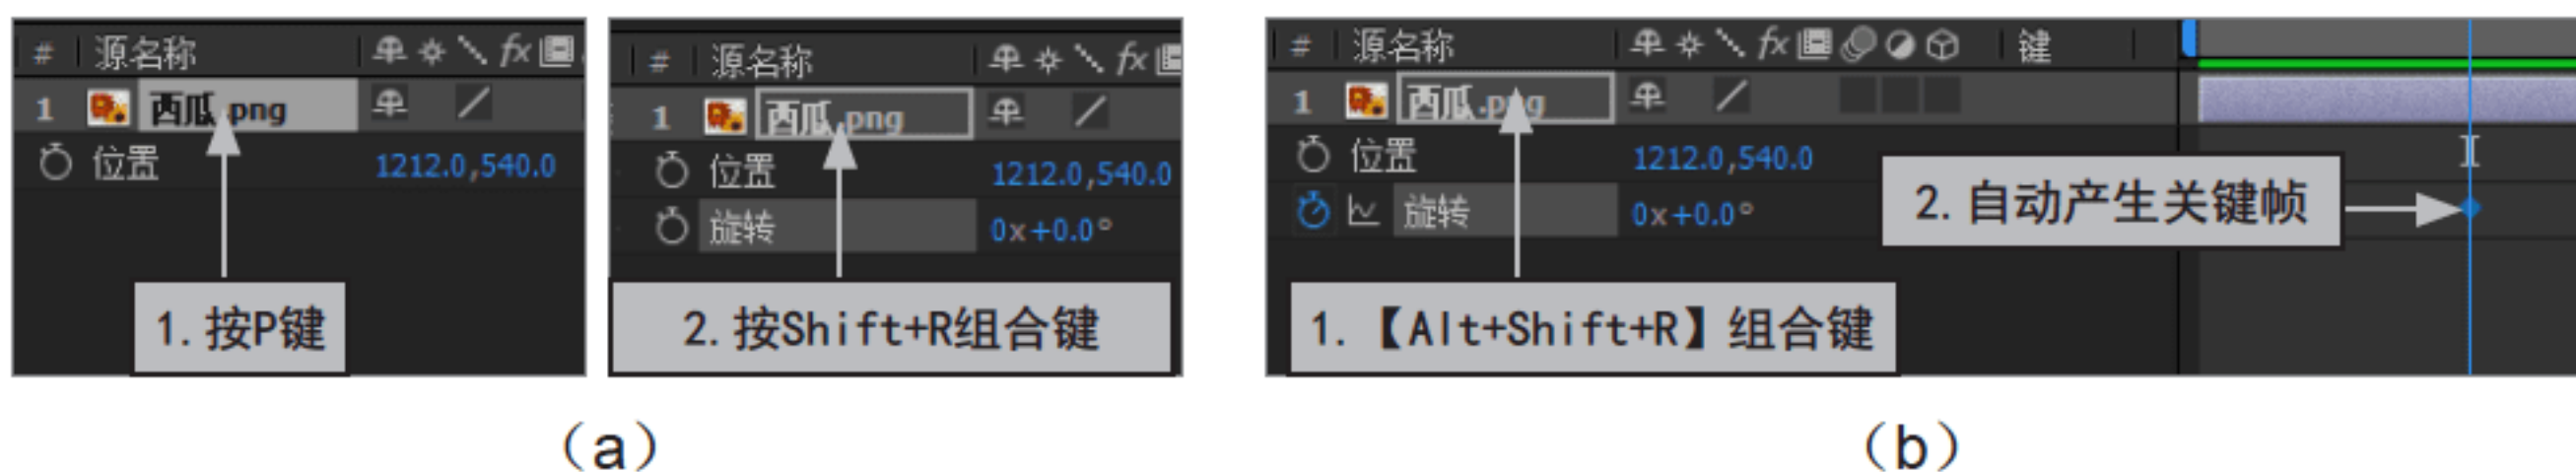 # 源名称 fx
1 西瓜.png
位置 1212.0,540.0
1.按P键
# 源名称 fx
1 西瓜.png
位置 1212.0,540.0
旋转 0x+0.0°
2.按Shift+R组合键
(a)
# 源名称 fx 键
1 西瓜.png
位置 1212.0,540.0
旋转 0x+0.0°
2.自动产生关键帧
1.【Alt+Shift+R】组合键
(b)